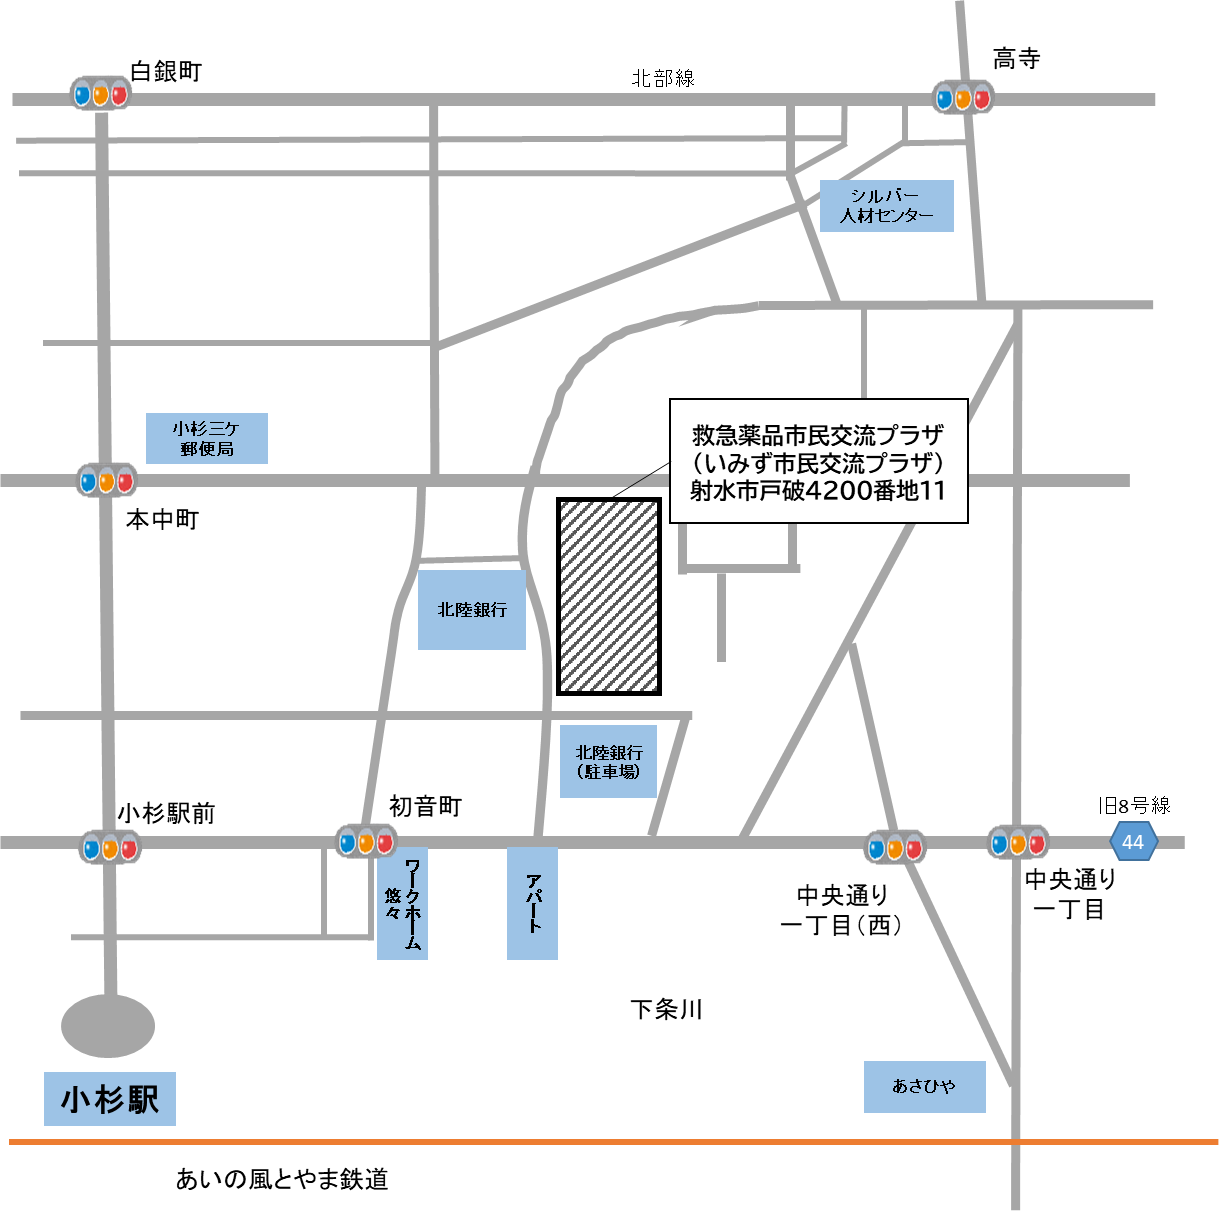 白銀町
北部線
高寺
シルバー
人材センター
小杉三ケ
郵便局
本中町
救急薬品市民交流プラザ
（いみず市民交流プラザ）
射水市戸破4200番地11
北陸銀行
北陸銀行
（駐車場）
小杉駅前
初音町
旧8号線
44
ワークホーム
悠々
アパート
中央通り
一丁目（西）
中央通り
一丁目
下条川
小杉駅
あさひや
あいの風とやま鉄道